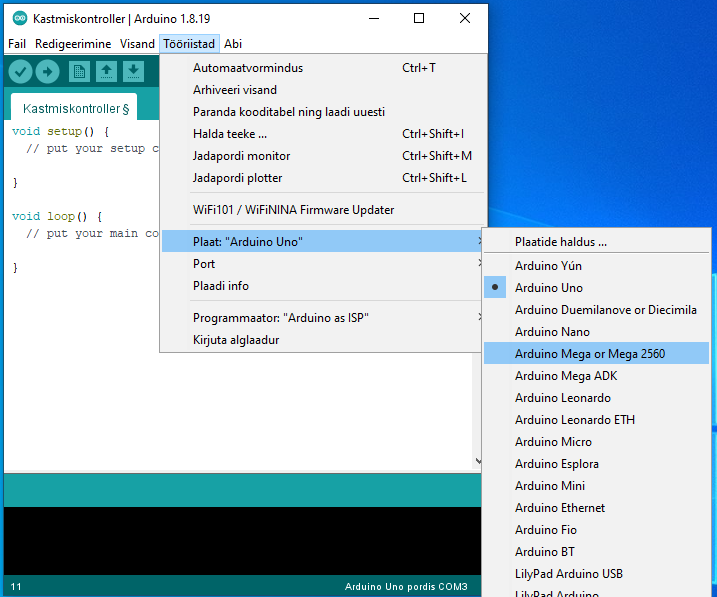 Kastmiskontroller | Arduino 1.8.19
Fail Redigeerimine Visand Tööriistad Abi
Kastmiskontroller §
void setup() {
// put your setup c
}
void loop() {
// put your main co
}
Automaatvormindus Ctrl+T
Arhiveeri visand
Paranda kooditabel ning laadi uuesti
Halda teeke ... Ctrl+Shift+I
Jadapordi monitor Ctrl+Shift+M
Jadapordi plotter Ctrl+Shift+L
WiFi101 / WiFiNINA Firmware Updater
Plaat: "Arduino Uno"
Port
Plaadi info
Programmaator: "Arduino as ISP"
Kirjuta alglaadur
Plaatide haldus ...
Arduino Yún
Arduino Uno
Arduino Duemilanove or Diecimila
Arduino Nano
Arduino Mega or Mega 2560
Arduino Mega ADK
Arduino Leonardo
Arduino Leonardo ETH
Arduino Micro
Arduino Esplora
Arduino Mini
Arduino Ethernet
Arduino Fio
Arduino BT
LilyPad Arduino USB
LilyPad Arduino
11 Arduino Uno pordis COM3